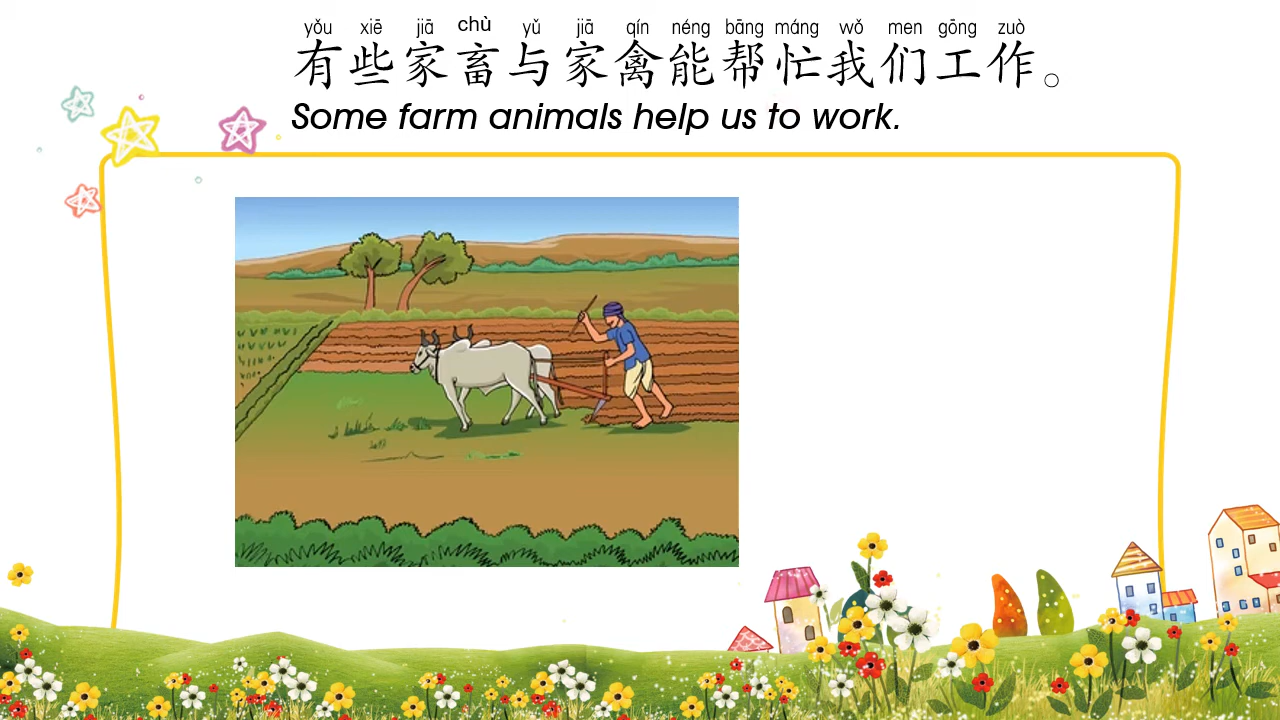 yǒu xiē jiā chù yǔ jiā qín néng bāng máng wǒ men gōng zuò
有些家畜与家禽能帮忙我们工作。
Some farm animals help us to work.